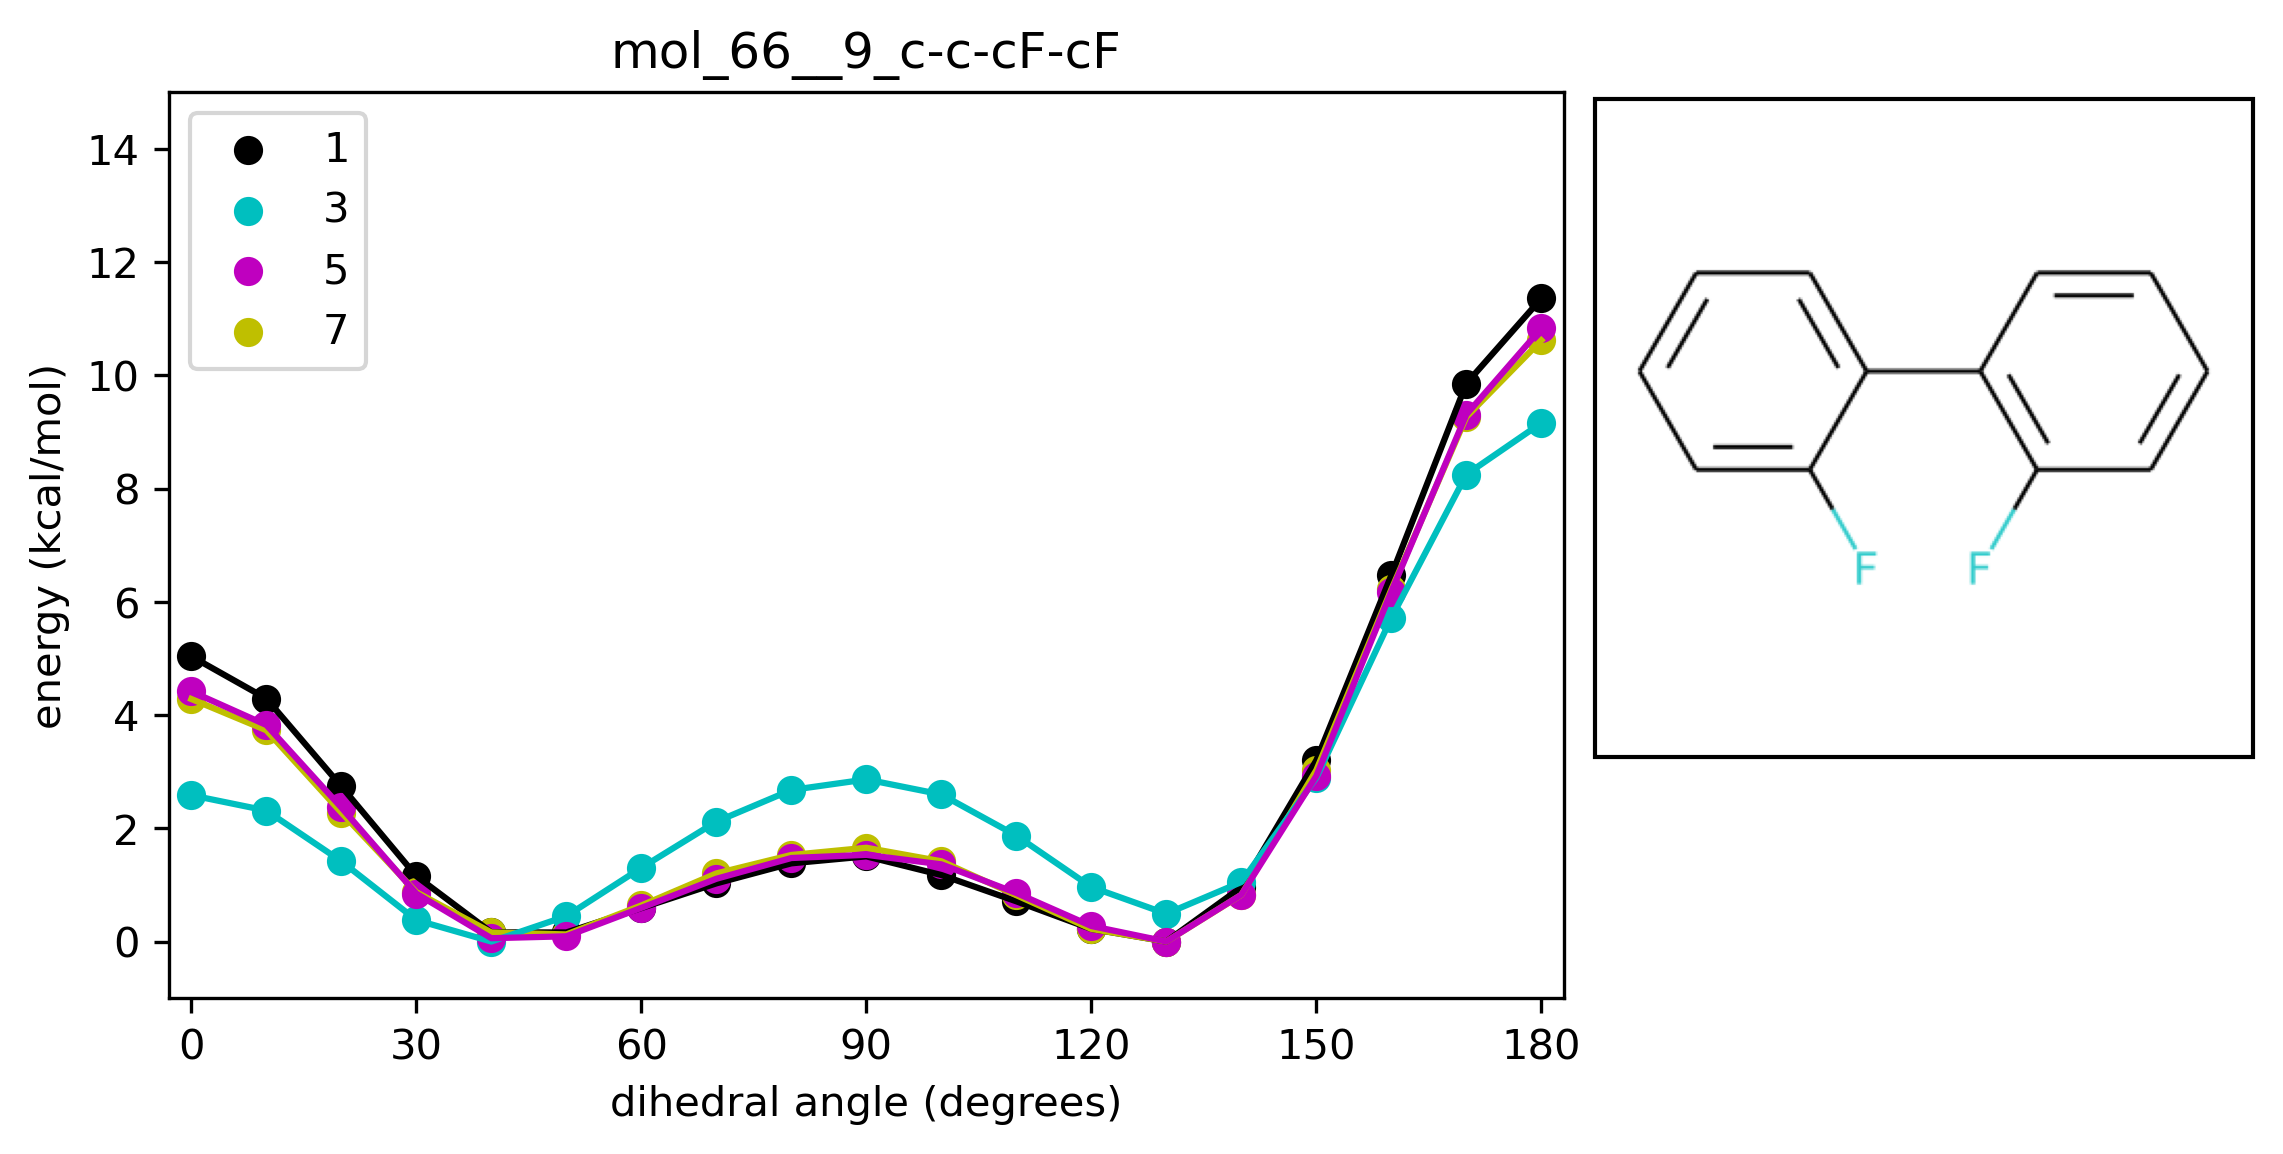 mol_66__9_c-c-cF-cF
14
12
10
8
6
4
2
0
energy (kcal/mol)
1
3
5
7
0 30 60 90 120 150 180
dihedral angle (degrees)
F F